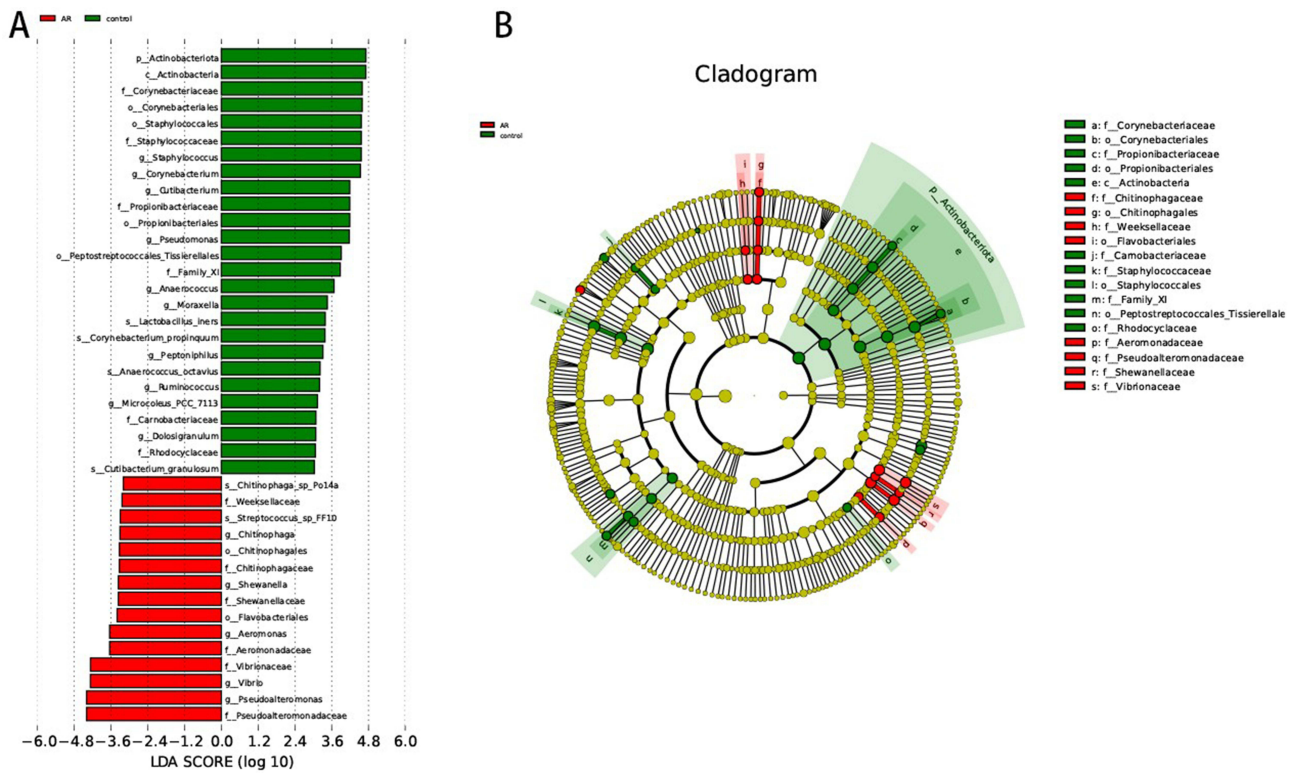 A
AR
control
p__Actinobacteriota
c__Actinobacteria
f__Corynebacteriaceae
o__Corynebacteriales
o__Staphylococcales
f__Staphylococcaceae
g__Staphylococcus
g__Corynebacterium
g__Cutibacterium
f__Propionibacteriaceae
o__Propionibacteriales
g__Pseudomonas
o__Peptostreptococcales_Tissierellales
f__Family_XI
g__Anaerococcus
g__Moraxella
s__Lactobacillus_iners
s__Corynebacterium_propinquum
g__Peptoniphilus
s__Anaerococcus_octavius
g__Ruminococcus
g__Microcoleus_PCC_7113
f__Carnobacteriaceae
g__Dolosigranulum
f__Rhodocyclaceae
s__Cutibacterium_granulosum
s__Chitinophaga_sp_Po14a
f__Weeksellaceae
s__Streptococcus_sp_FF10
g__Chitinophaga
o__Chitinophagales
f__Chitinophagaceae
g__Shewanella
f__Shewanellaceae
o__Flavobacteriales
g__Aeromonas
f__Aeromonadaceae
f__Vibrionaceae
g__Vibrio
g__Pseudoalteromonas
f__Pseudoalteromonadaceae
−6.0 −4.8 −3.6 −2.4 −1.2 0.0 1.2 2.4 3.6 4.8 6.0
LDA SCORE (log 10)
B
Cladogram
AR
control
i g
h f
p__Actinobacteriota
e
d
c
b
a
j
l
k
n
m
s
r
q
p
o
a: f__Corynebacteriaceae
b: o__Corynebacteriales
c: f__Propionibacteriaceae
d: o__Propionibacteriales
e: c__Actinobacteria
f: f__Chitinophagaceae
g: o__Chitinophagales
h: f__Weeksellaceae
i: o__Flavobacteriales
j: f__Carnobacteriaceae
k: f__Staphylococcaceae
l: o__Staphylococcales
m: f__Family_XI
n: o__Peptostreptococcales_Tissierellale
o: f__Rhodocyclaceae
p: f__Aeromonadaceae
q: f__Pseudoalteromonadaceae
r: f__Shewanellaceae
s: f__Vibrionaceae